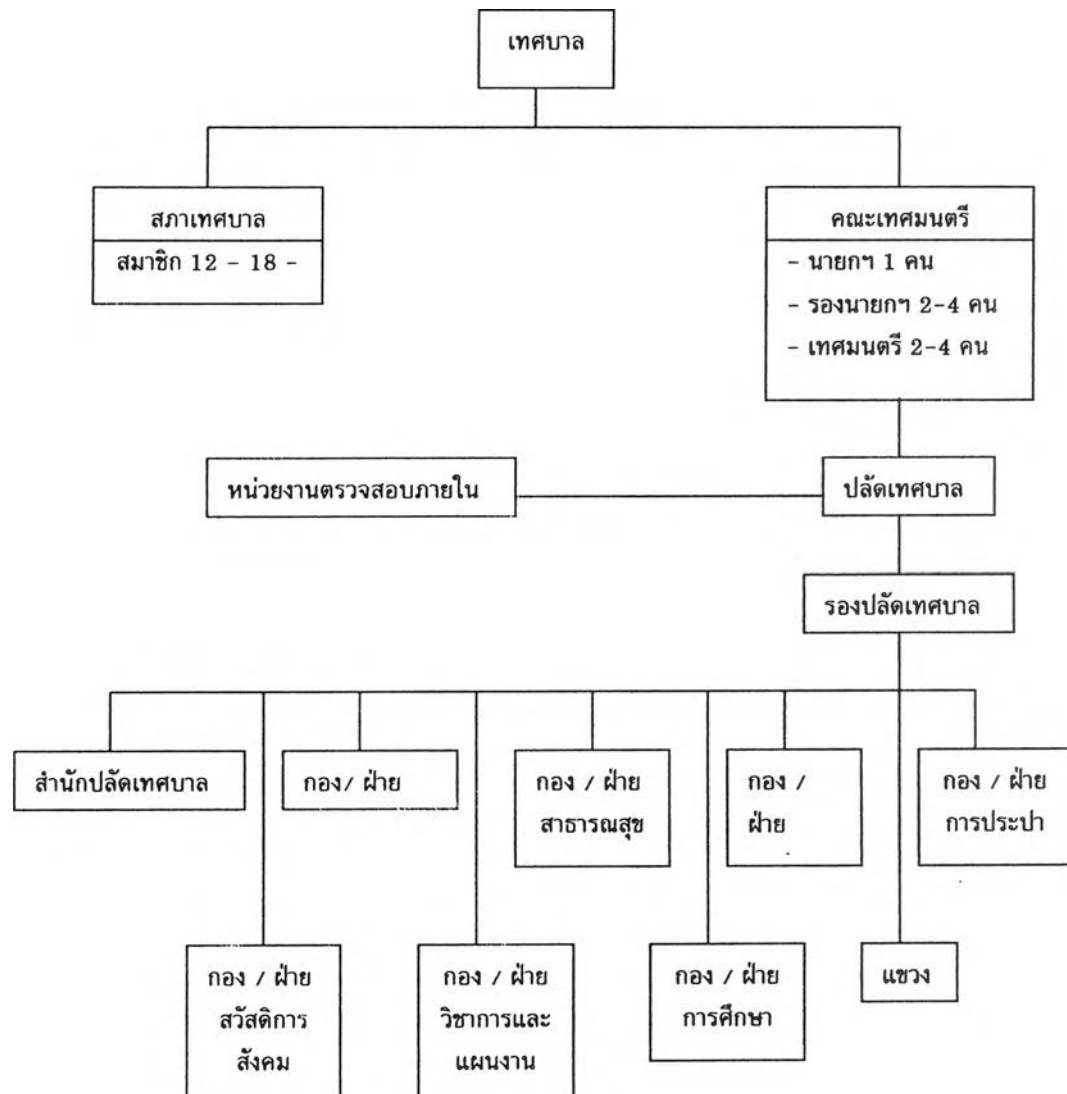 เทศบาล
สภาเทศบาล
สมาชิก 12 - 18 -
คณะเทศมนตรี
- นายกฯ 1 คน
- รองนายกฯ 2-4 คน
- เทศมนตรี 2-4 คน
หน่วยงานตรวจสอบภายใน
ปลัดเทศบาล
รองปลัดเทศบาล
สำนักปลัดเทศบาล
กอง/ ฝ่าย
กอง / ฝ่าย
สาธารณสุข
กอง /
ฝ่าย
กอง / ฝ่าย
การประปา
กอง / ฝ่าย
สวัสดิการ
สังคม
กอง / ฝ่าย
วิชาการและ
แผนงาน
กอง / ฝ่าย
การศึกษา
แขวง